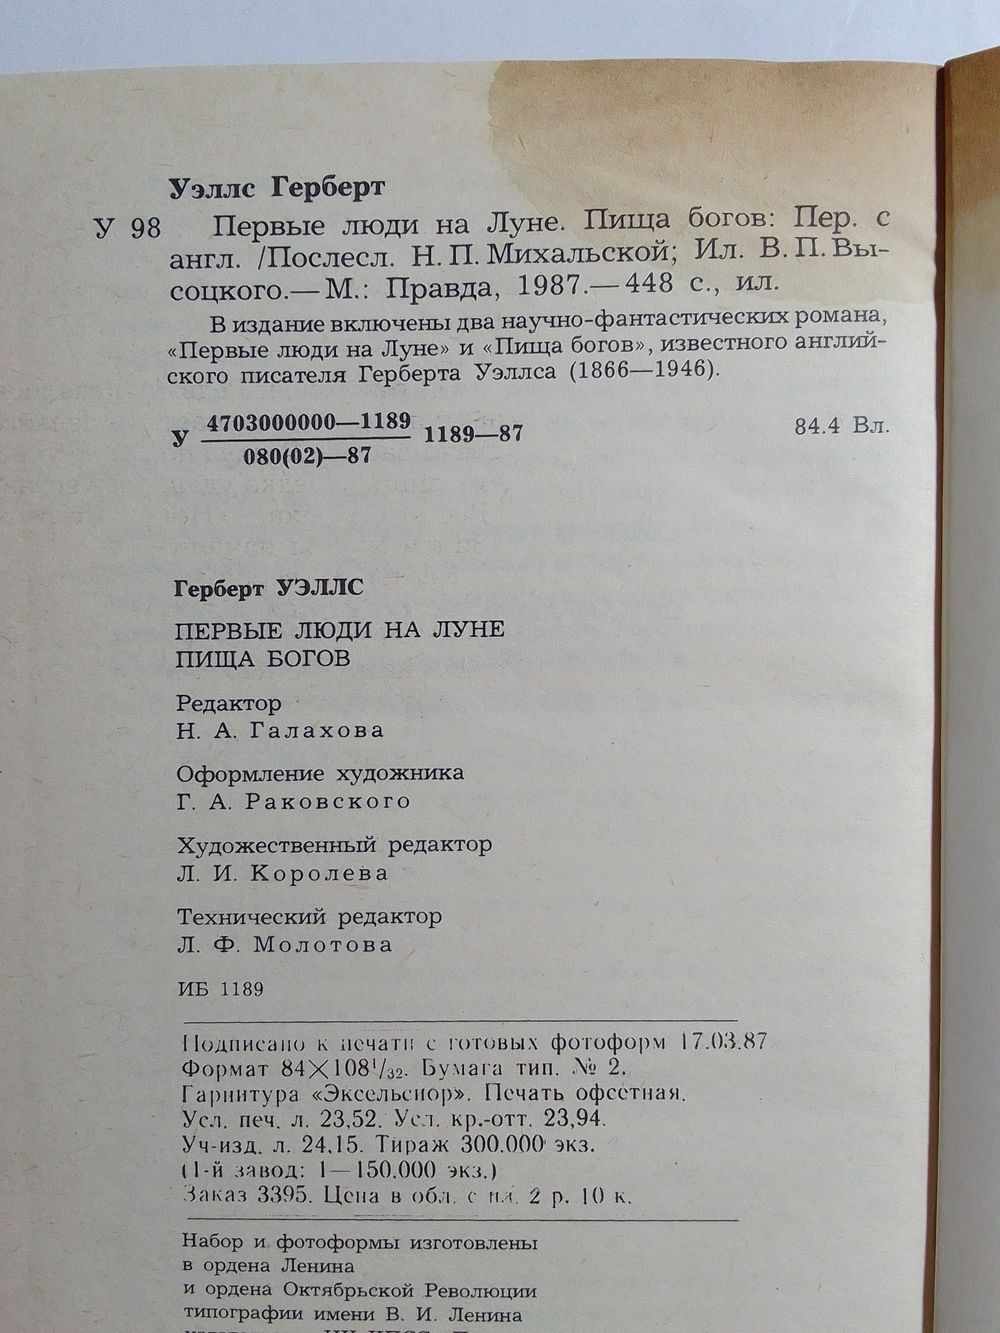 Уэллс Герберт
У 98 Первые люди на Луне. Пища богов: Пер. с
англ. /Послесл. Н. П. Михальской; Ил. В. П. Вы-
соцкого.— М.: Правда, 1987.— 448 с., ил.
В издание включены два научно-фантастических романа,
«Первые люди на Луне» и «Пища богов», известного англий-
ского писателя Герберта Уэллса (1866—1946).
У 4703000000—1189 1189—87 84.4 Вл.
080(02)—87
Герберт УЭЛЛС
ПЕРВЫЕ ЛЮДИ НА ЛУНЕ
ПИЩА БОГОВ
Редактор
Н. А. Галахова
Оформление художника
Г. А. Раковского
Художественный редактор
Л. И. Королева
Технический редактор
Л. Ф. Молотова
ИБ 1189
Подписано к печати с готовых фотоформ 17.03.87
Формат 84×108 1/32. Бумага тип. № 2.
Гарнитура «Эксельсиор». Печать офсетная.
Усл. печ. л. 23,52. Усл. кр.-отт. 23,94.
Уч-изд. л. 24,15. Тираж 300.000 экз.
(1-й завод: 1—150.000 экз.)
Заказ 3395. Цена в обл. с ил. 2 р. 10 к.
Набор и фотоформы изготовлены
в ордена Ленина
и ордена Октябрьской Революции
типографии имени В. И. Ленина